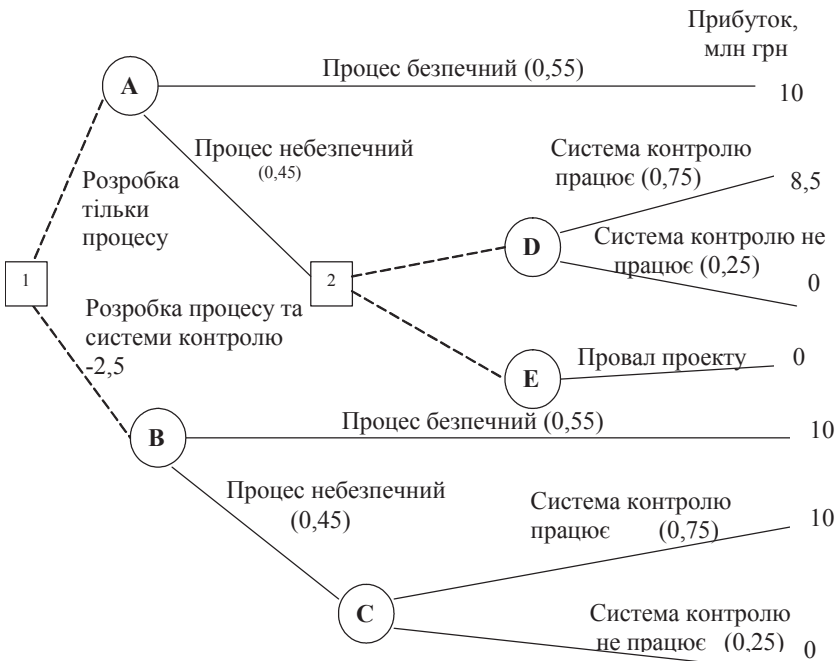 Прибуток,
млн грн
A
Процес безпечний (0,55)
10
Процес небезпечний
(0,45)
Система контролю
працює (0,75)
8,5
Розробка
тільки
процесу
D
Система контролю не
працює (0,25)
0
1
2
Розробка процесу та
системи контролю
-2,5
E
Провал проекту
0
B
Процес безпечний (0,55)
10
Процес небезпечний
(0,45)
Система контролю
працює (0,75)
10
C
Система контролю
не працює (0,25)
0